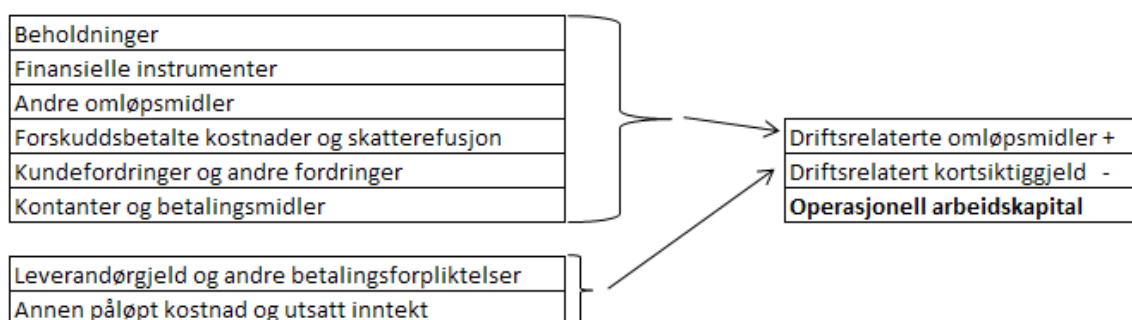 Beholdninger
Finansielle instrumenter
Andre omløpsmidler
Forskuddsbetalte kostnader og skatterefusjon
Kundefordringer og andre fordringer
Kontanter og betalingsmidler
Leverandørgjeld og andre betalingsforpliktelser
Annen påløpt kostnad og utsatt inntekt
Driftsrelaterte omløpsmidler +
Driftsrelatert kortsiktiggjeld -
Operasjonell arbeidskapital